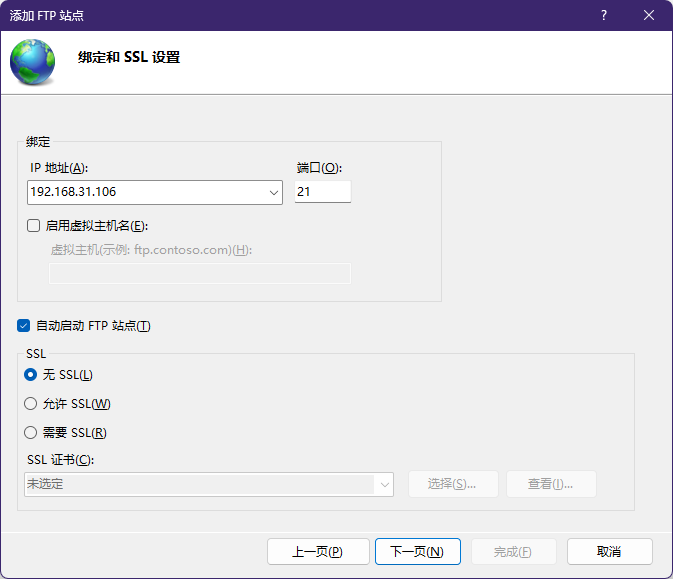 添加 FTP 站点
?
绑定和 SSL 设置
绑定
IP 地址(A):
端口(O):
192.168.31.106
21
启用虚拟主机名(E):
虚拟主机(示例: ftp.contoso.com)(H):
自动启动 FTP 站点(T)
SSL
无 SSL(L)
允许 SSL(W)
需要 SSL(R)
SSL 证书(C):
未选定
选择(S)...
查看(I)...
上一页(P)
下一页(N)
完成(F)
取消